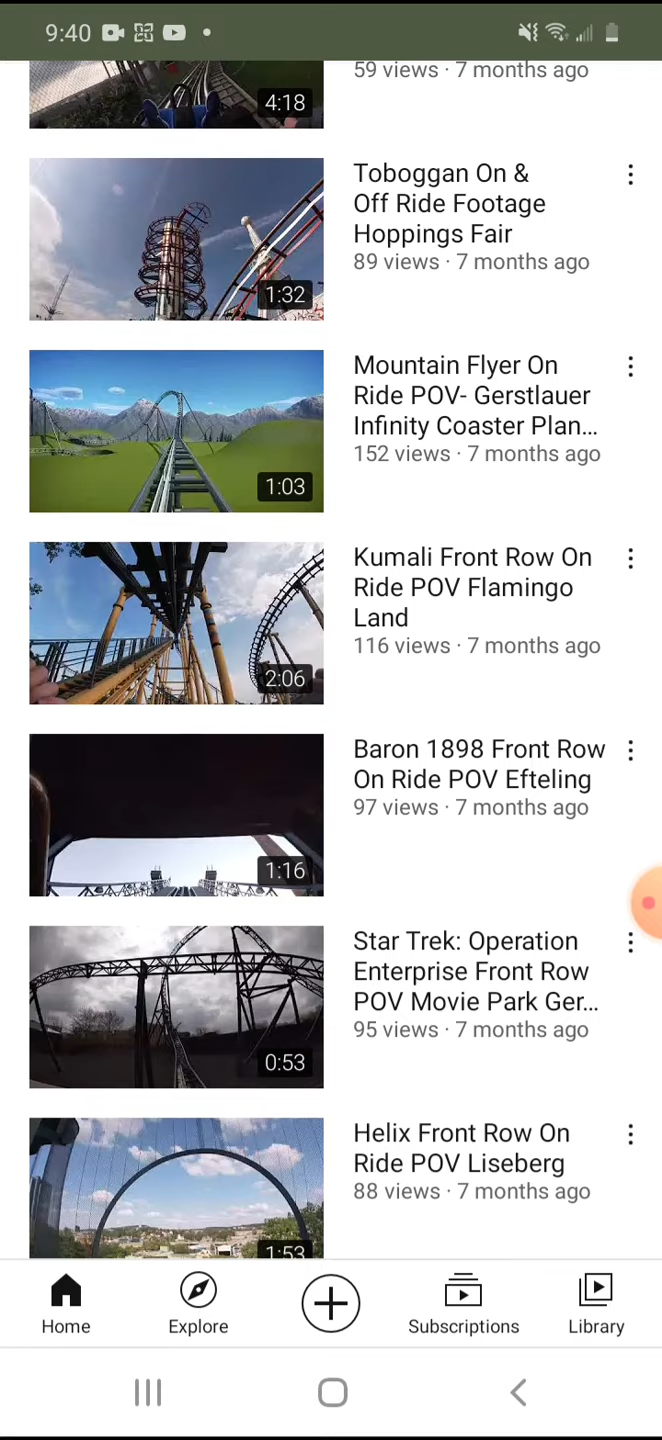 9:40
59 views · 7 months ago
4:18
Toboggan On &
Off Ride Footage
Hoppings Fair
89 views · 7 months ago
1:32
Mountain Flyer On
Ride POV- Gerstlauer
Infinity Coaster Plan...
152 views · 7 months ago
1:03
Kumali Front Row On
Ride POV Flamingo
Land
116 views · 7 months ago
2:06
Baron 1898 Front Row
On Ride POV Efteling
97 views · 7 months ago
1:16
Star Trek: Operation
Enterprise Front Row
POV Movie Park Ger...
95 views · 7 months ago
0:53
Helix Front Row On
Ride POV Liseberg
88 views · 7 months ago
1:53
Home
Explore
Subscriptions
Library